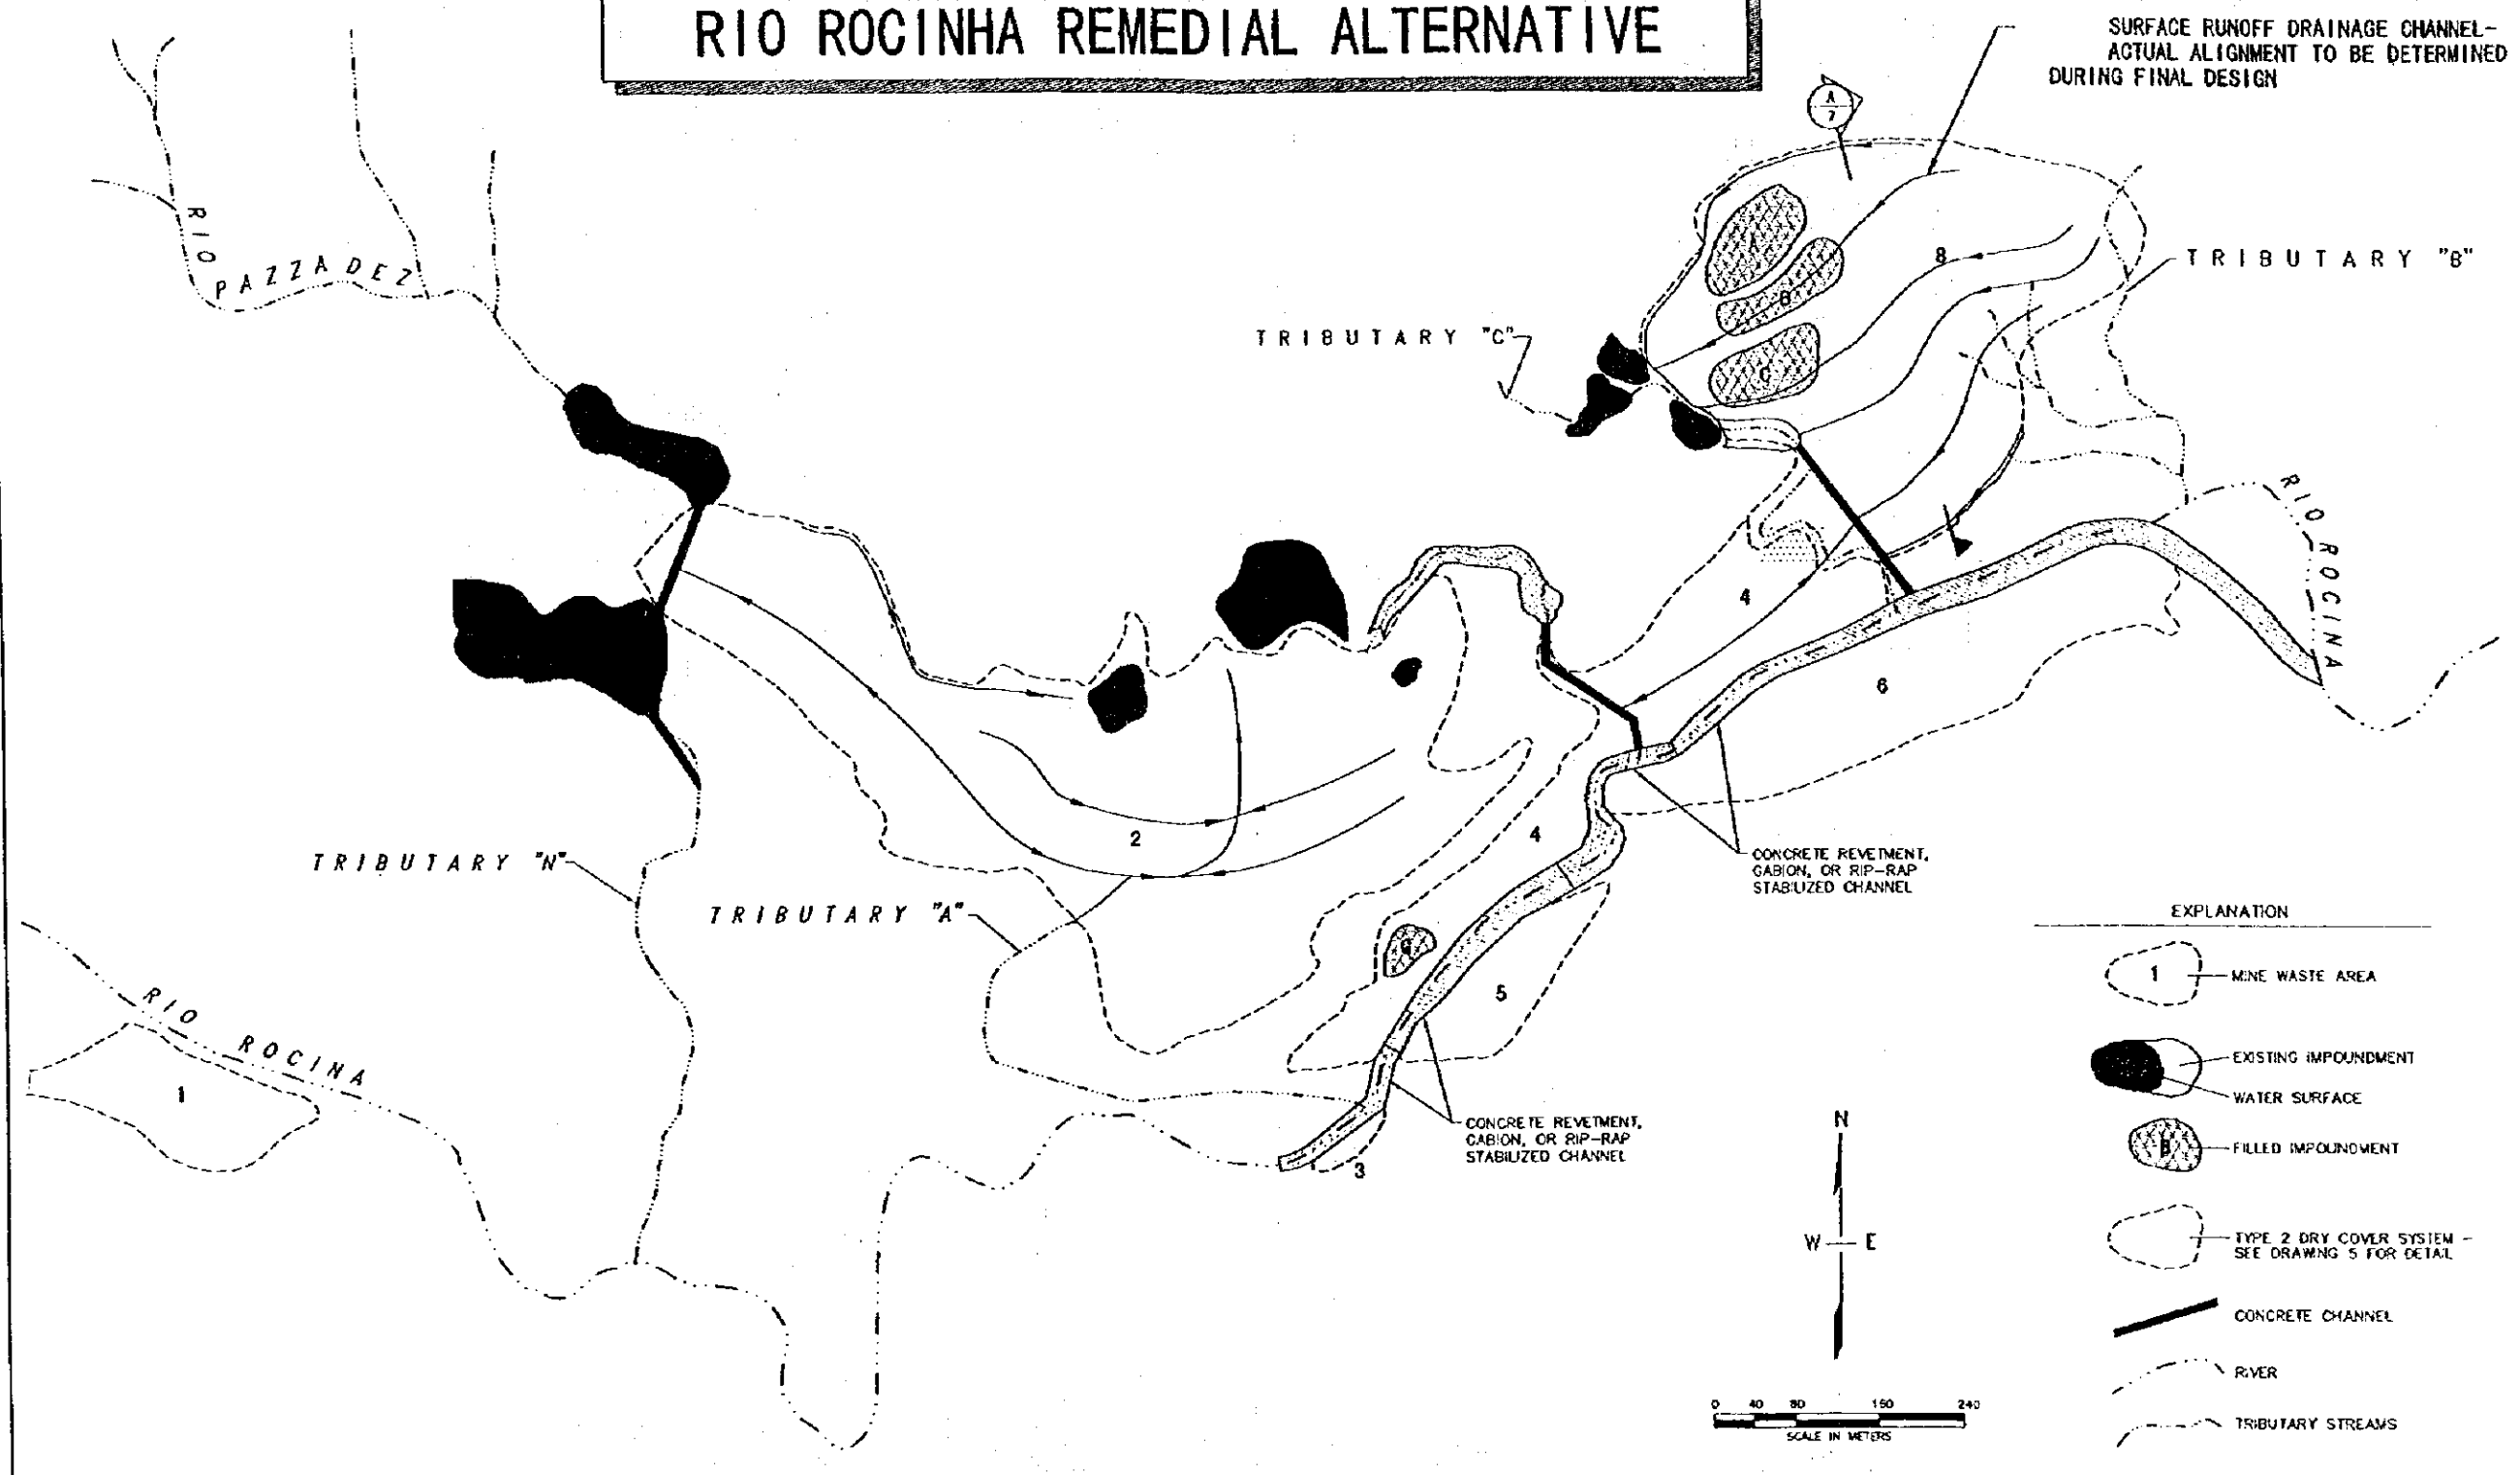 RIO ROCINHA REMEDIAL ALTERNATIVE
SURFACE RUNOFF DRAINAGE CHANNEL-
ACTUAL ALIGNMENT TO BE DETERMINED
DURING FINAL DESIGN
A
7
RIO
PAZZADEZ
A
B
8
TRIBUTARY "B"
TRIBUTARY "C"
C
RIO ROCINA
4
6
2
4
TRIBUTARY "N"
TRIBUTARY "A"
CONCRETE REVETMENT,
GABION, OR RIP-RAP
STABILIZED CHANNEL
5
RIO ROCINA
1
CONCRETE REVETMENT,
GABION, OR RIP-RAP
STABILIZED CHANNEL
3
EXPLANATION
1
MINE WASTE AREA
EXISTING IMPOUNDMENT
WATER SURFACE
B
FILLED IMPOUNDMENT
TYPE 2 DRY COVER SYSTEM -
SEE DRAWING 5 FOR DETAIL
CONCRETE CHANNEL
RIVER
TRIBUTARY STREAMS
N
W E
0 40 80 160 240
SCALE IN METERS